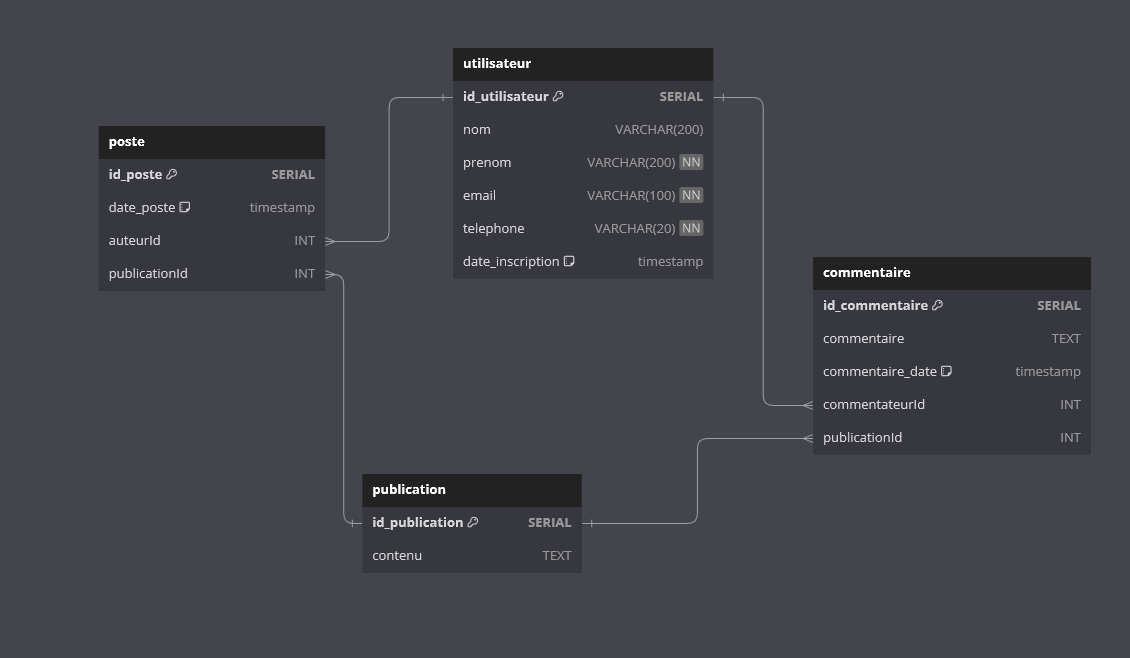 utilisateur
id_utilisateur SERIAL
nom VARCHAR(200)
prenom VARCHAR(200) NN
email VARCHAR(100) NN
telephone VARCHAR(20) NN
date_inscription timestamp
poste
id_poste SERIAL
date_poste timestamp
auteurId INT
publicationId INT
commentaire
id_commentaire SERIAL
commentaire TEXT
commentaire_date timestamp
commentateurId INT
publicationId INT
publication
id_publication SERIAL
contenu TEXT